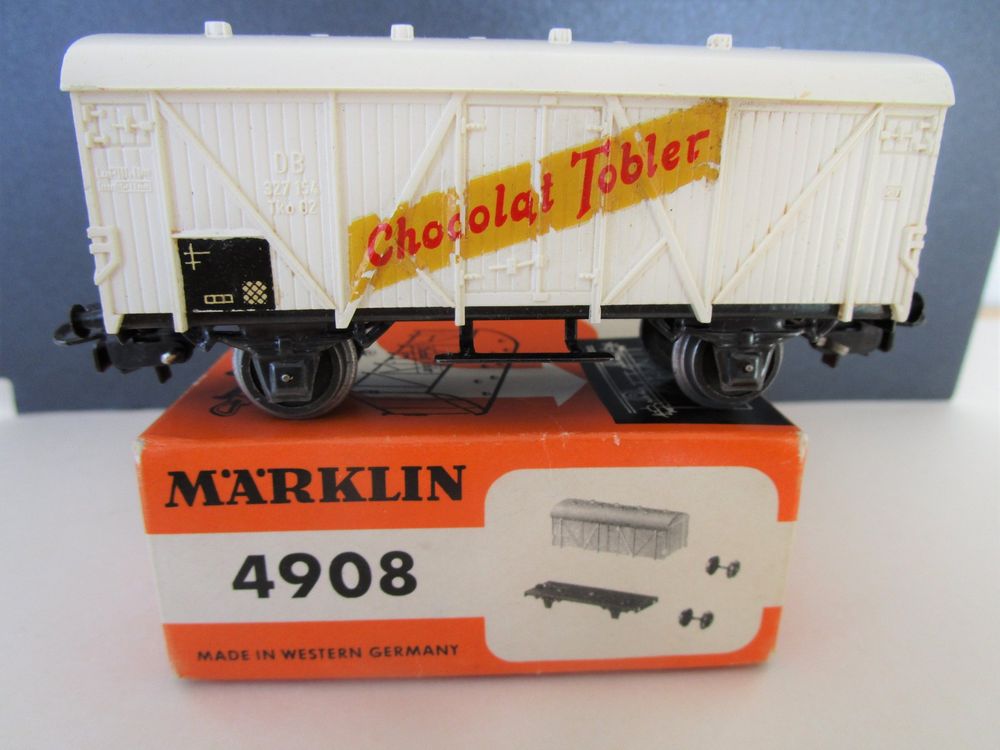 DB
327 154
Tko 02
Chocolat Tobler
MÄRKLIN
4908
MADE IN WESTERN GERMANY